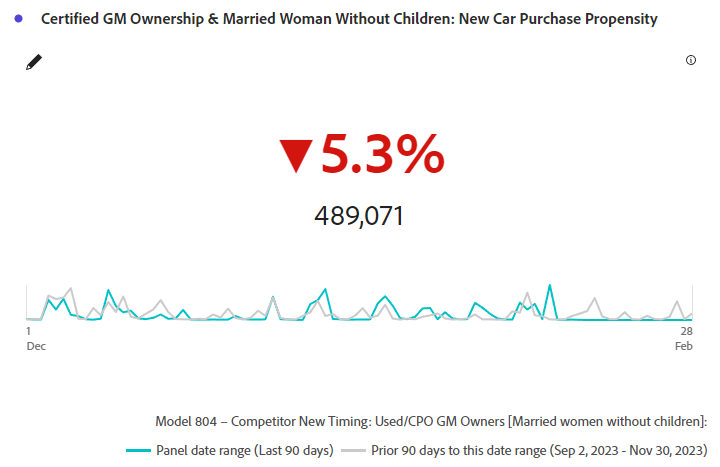 Certified GM Ownership & Married Woman Without Children: New Car Purchase Propensity
▼5.3%
489,071
1
Dec
28
Feb
Model 804 – Competitor New Timing: Used/CPO GM Owners [Married women without children]:
Panel date range (Last 90 days) Prior 90 days to this date range (Sep 2, 2023 - Nov 30, 2023)